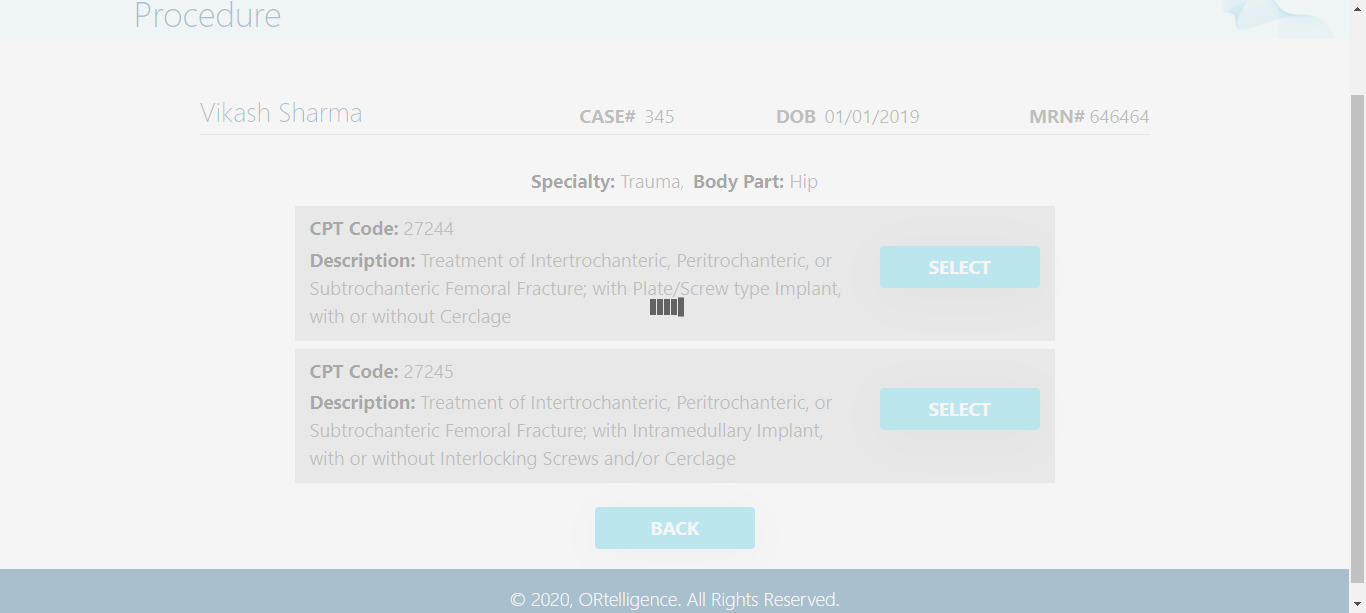 Procedure
Vikash Sharma CASE# 345 DOB 01/01/2019 MRN# 646464
Specialty: Trauma, Body Part: Hip
CPT Code: 27244
Description: Treatment of Intertrochanteric, Peritrochanteric, or
Subtrochanteric Femoral Fracture; with Plate/Screw type Implant,
with or without Cerclage
SELECT
CPT Code: 27245
Description: Treatment of Intertrochanteric, Peritrochanteric, or
Subtrochanteric Femoral Fracture; with Intramedullary Implant,
with or without Interlocking Screws and/or Cerclage
SELECT
BACK
© 2020, ORtelligence. All Rights Reserved.